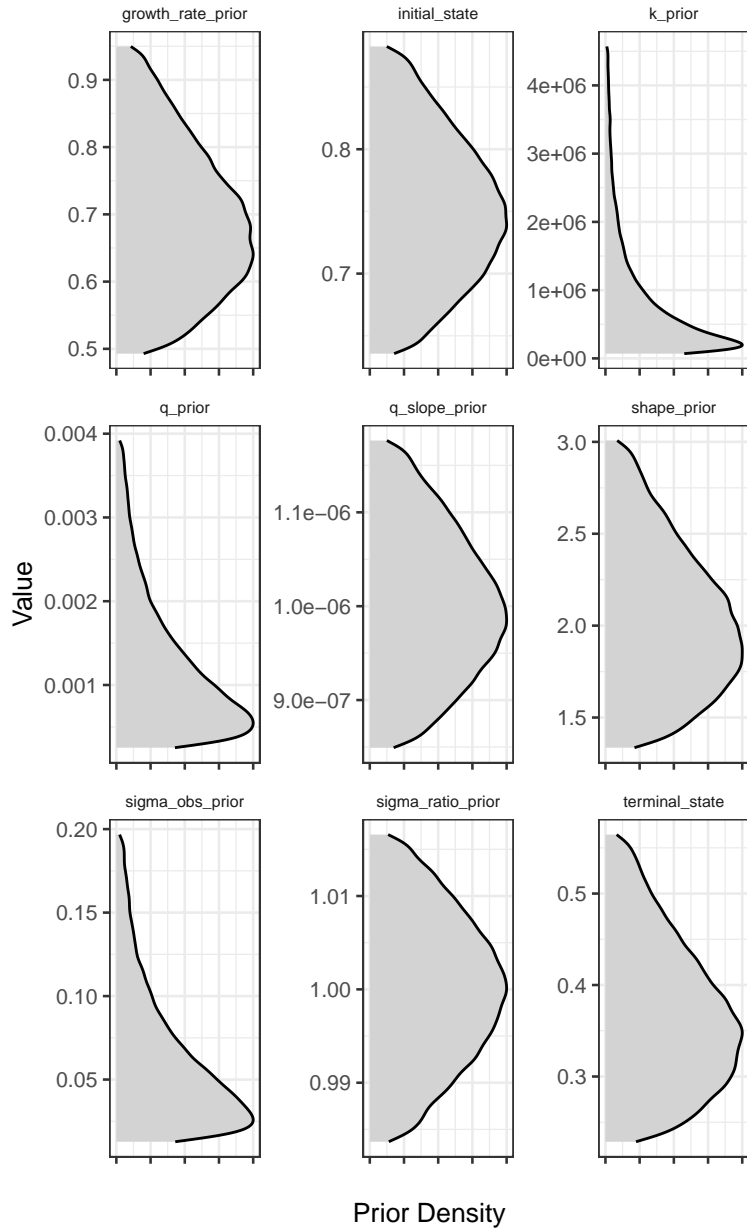 growth_rate_prior
initial_state
k_prior
0.9
0.8
0.7
0.6
0.5
0.8
0.7
4e+06
3e+06
2e+06
1e+06
0e+00
q_prior
q_slope_prior
shape_prior
0.004
0.003
0.002
0.001
1.1e−06
1.0e−06
9.0e−07
3.0
2.5
2.0
1.5
Value
sigma_obs_prior
sigma_ratio_prior
terminal_state
0.20
0.15
0.10
0.05
1.01
1.00
0.99
0.5
0.4
0.3
Prior Density